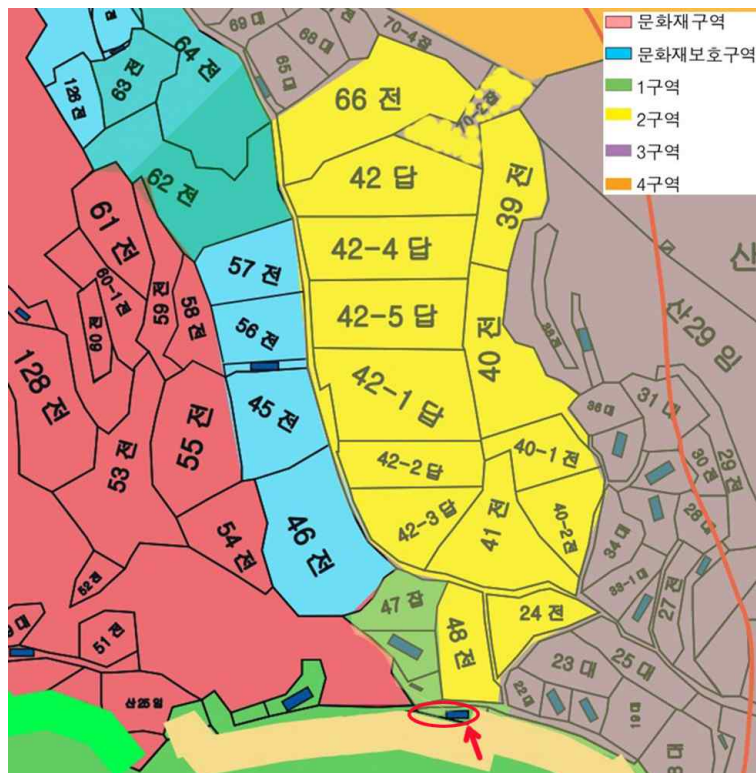 69 대
68 대
전
70-4잡
64 전
문화재구역
문화재보호구역
1구역
2구역
3구역
4구역
65 대
63 전
126 전
66 전
62 전
42 답
39 전
61 전
42-4 답
산
57 전
60-1 전
59 전
58 전
42-5 답
산29 임
56 전
60 전
40 전
38 전
128 전
42-1 답
36 대
31 대
45 전
55 전
53 전
40-1 전
30 전
29 전
42-2 답
46 전
42-3 답
41 전
40-2 전
28 대
54 전
34 대
52 전
33-1 대
27 전
47 잡
24 전
51 전
48 전
23 대
25 대
22 대
19 대
산25 임